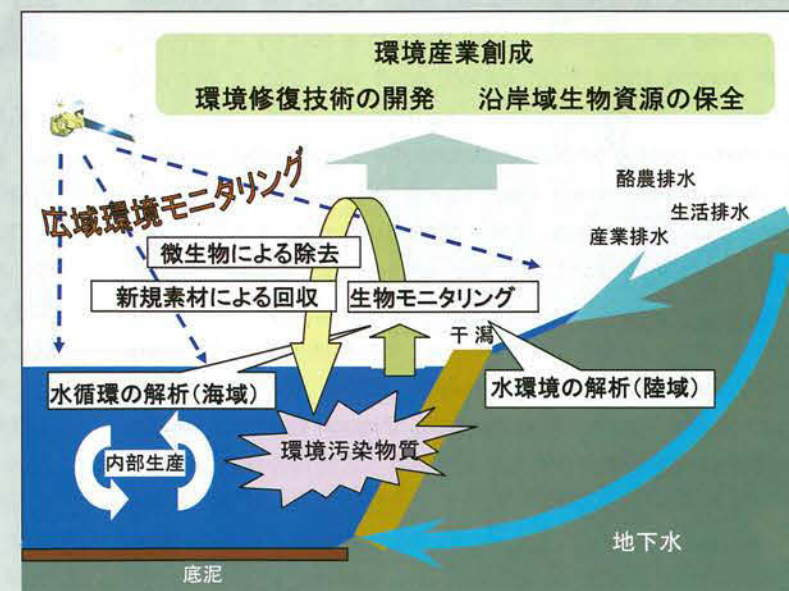 環境産業創成
環境修復技術の開発　沿岸域生物資源の保全
広域環境モニタリング
酪農排水
生活排水
産業排水
微生物による除去
新規素材による回収
生物モニタリング
干潟
水循環の解析(海域)
水環境の解析(陸域)
環境汚染物質
内部生産
地下水
底泥